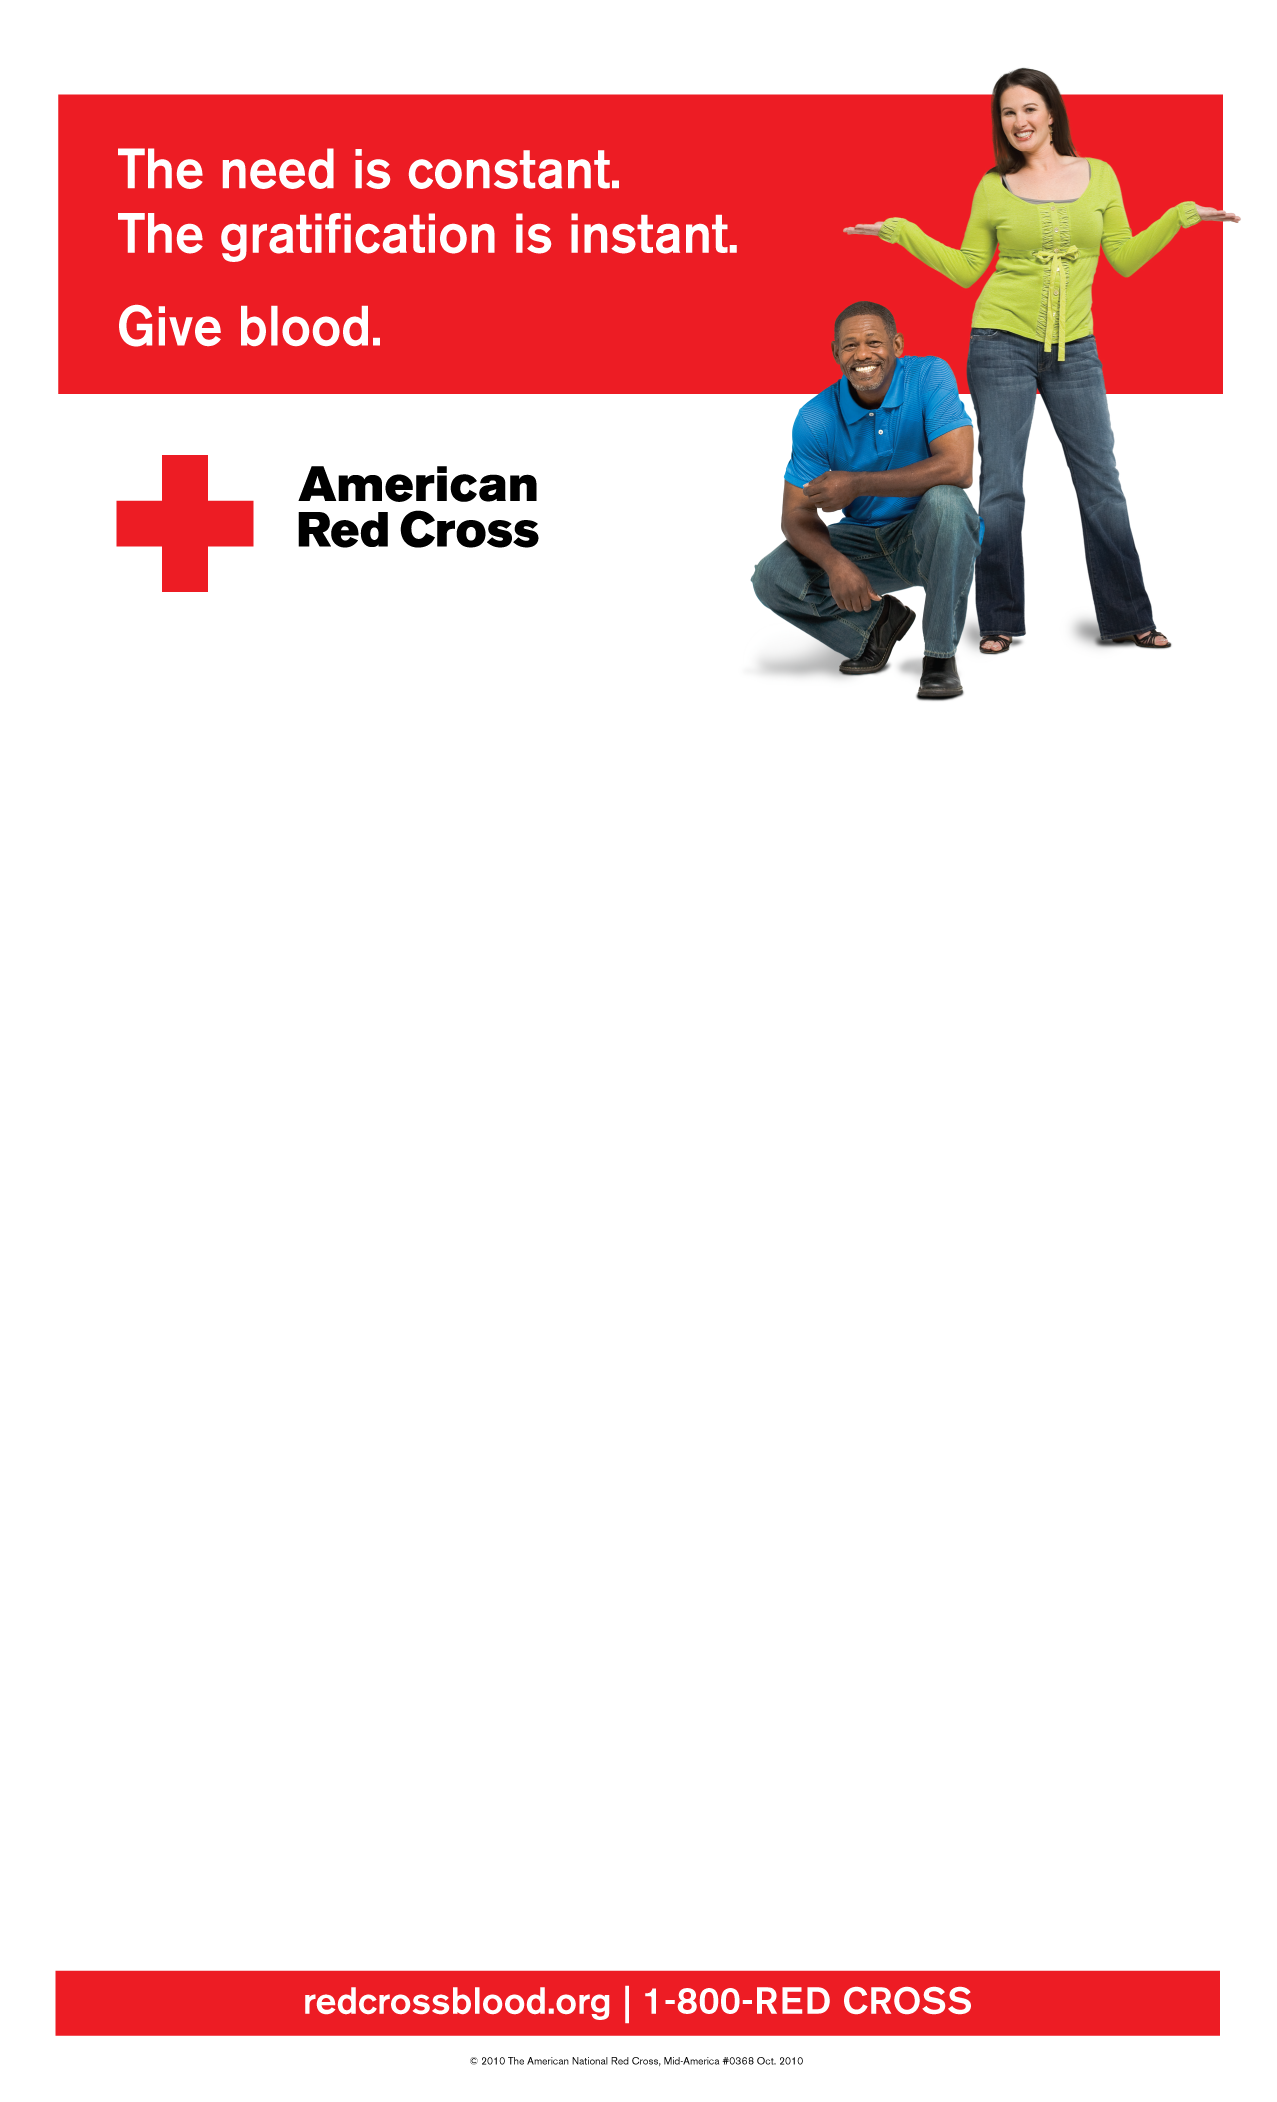 The need is constant.
The gratification is instant.
Give blood.
American
Red Cross
redcrossblood.org | 1-800-RED CROSS
© 2010 The American National Red Cross, Mid-America #0368 Oct. 2010